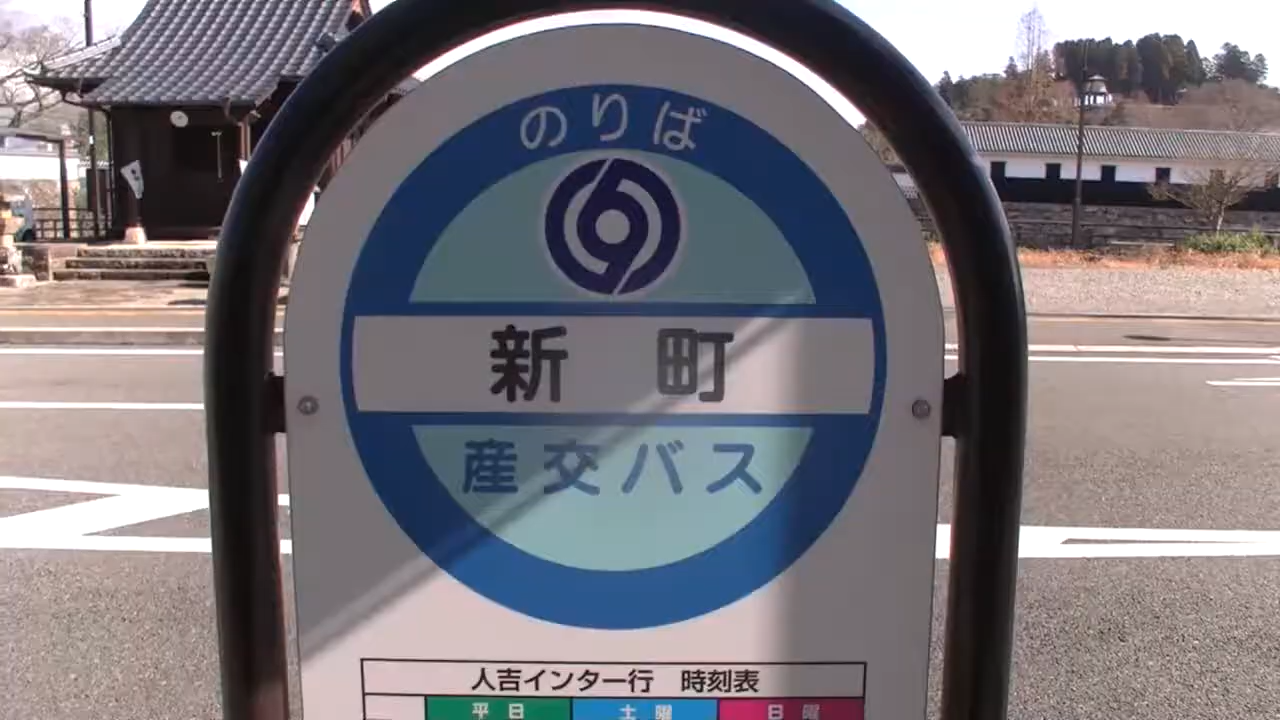 のりば
新町
産交バス
人吉インター行 時刻表
平日 土曜 日曜